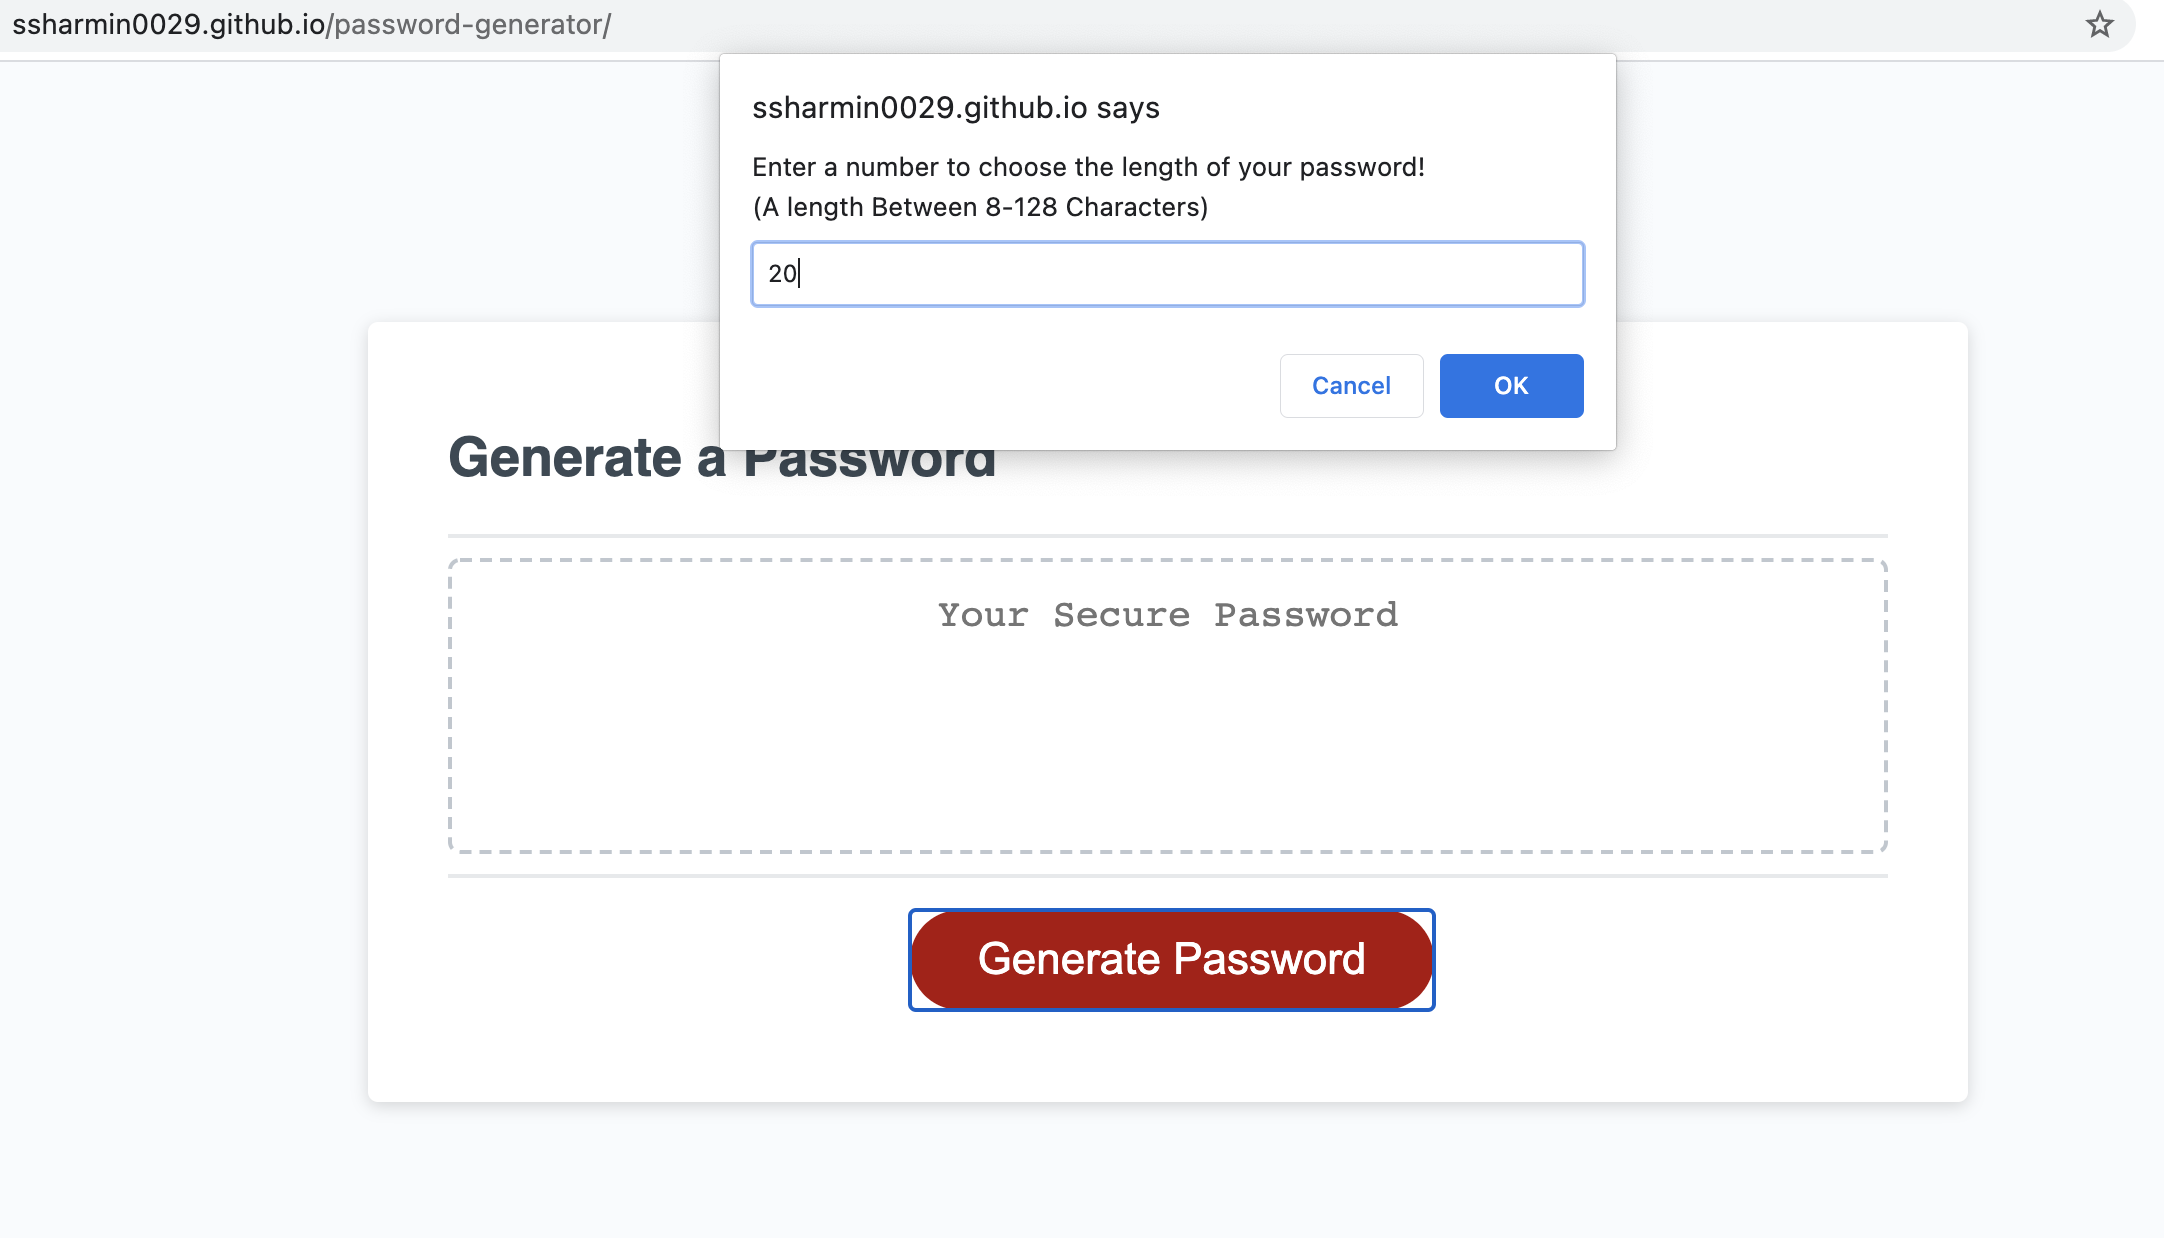 ssharmin0029.github.io/password-generator/
ssharmin0029.github.io says
Enter a number to choose the length of your password!
(A length Between 8-128 Characters)
20
Cancel
OK
Generate a Password
Your Secure Password
Generate Password